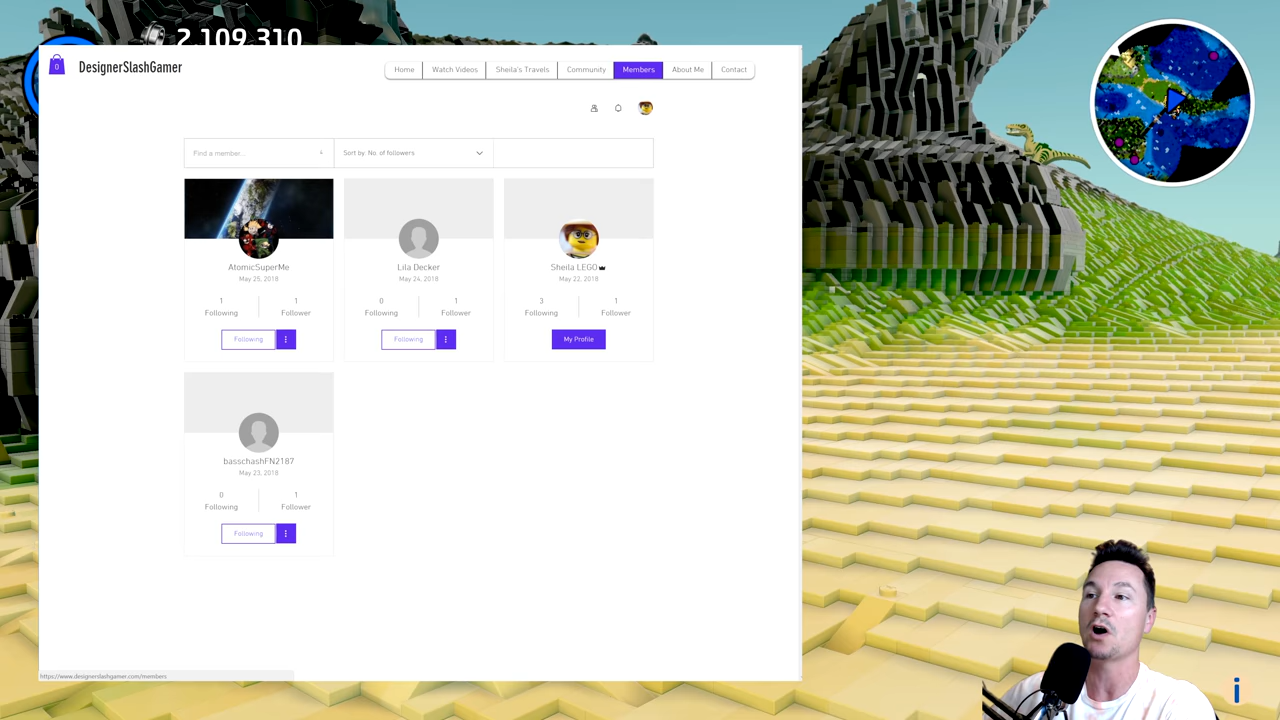 2,109,310
0
DesignerSlashGamer
Home
Watch Videos
Sheila's Travels
Community
Members
About Me
Contact
Find a member...
Sort by: No. of followers
AtomicSuperMe
May 25, 2018
1
Following
1
Follower
Following
Lila Decker
May 24, 2018
0
Following
1
Follower
Following
Sheila LEGO
May 22, 2018
3
Following
1
Follower
My Profile
basschashFN2187
May 23, 2018
0
Following
1
Follower
Following
https://www.designerslashgamer.com/members
i